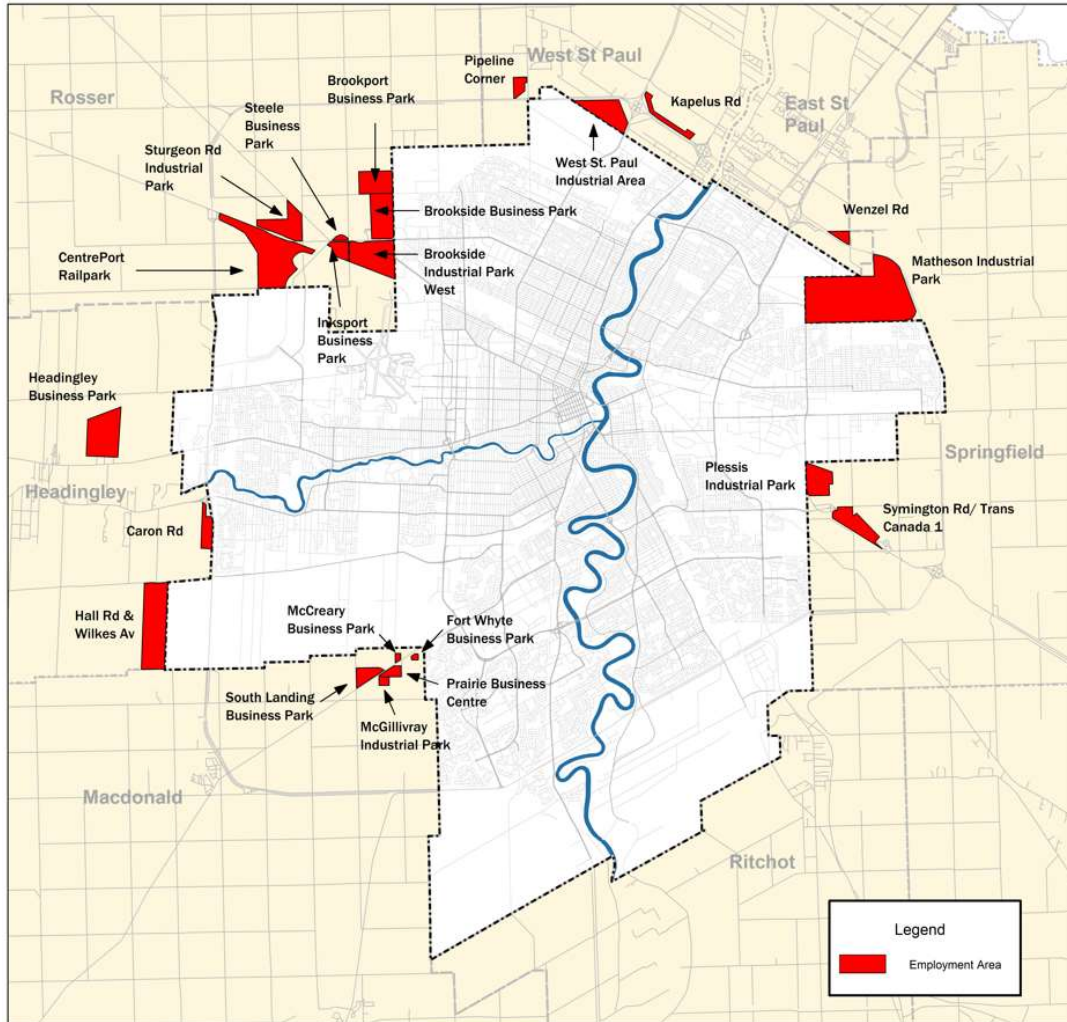 Pipeline
Corner
West St Paul
Brookport
Business Park
Rosser
Steele
Business
Park
Kapelus Rd
East St
Paul
Sturgeon Rd
Industrial
Park
West St. Paul
Industrial Area
Brookside Business Park
Wenzel Rd
CentrePort
Railpark
Brookside
Industrial Park
West
Matheson Industrial
Park
Inksport
Business
Park
Headingley
Business Park
Springfield
Plessis
Industrial Park
Headingley
Symington Rd/ Trans
Canada 1
Caron Rd
Hall Rd &
Wilkes Av
McCreary
Business Park
Fort Whyte
Business Park
South Landing
Business Park
Prairie Business
Centre
McGillivray
Industrial Park
Macdonald
Ritchot
Legend
Employment Area